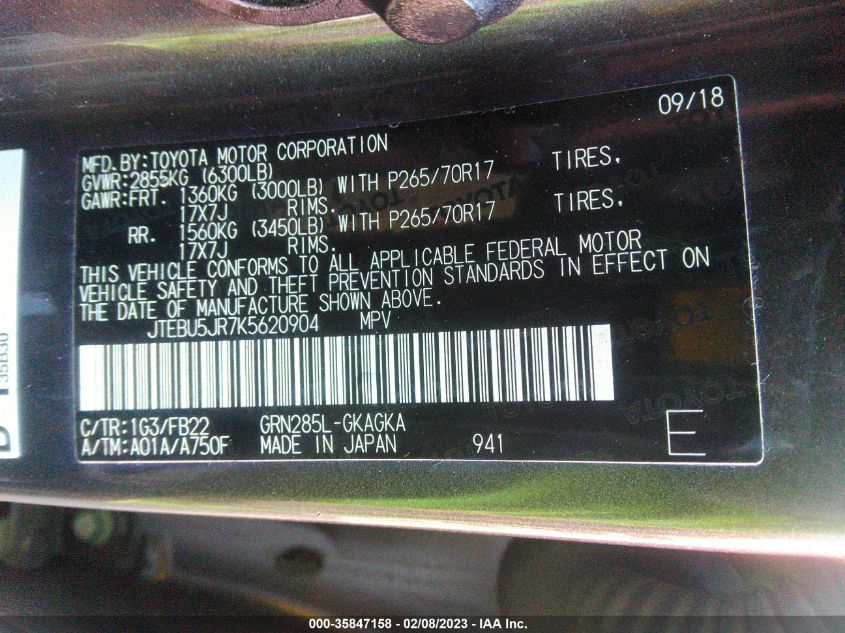 09/18
MFD.BY:TOYOTA MOTOR CORPORATION
GVWR:2855KG (6300LB)
GAWR:FRT. 1360KG (3000LB) WITH P265/70R17 TIRES,
17X7J RIMS.
RR. 1560KG (3450LB) WITH P265/70R17 TIRES,
17X7J RIMS.
THIS VEHICLE CONFORMS TO ALL APPLICABLE FEDERAL MOTOR
VEHICLE SAFETY AND THEFT PREVENTION STANDARDS IN EFFECT ON
THE DATE OF MANUFACTURE SHOWN ABOVE.
JTEBU5JR7K5620904 MPV
C/TR:1G3/FB22 GRN285L-GKAGKA
A/TM:A01A/A750F MADE IN JAPAN 941 E
35B30
000-35847158 - 02/08/2023 - IAA Inc.